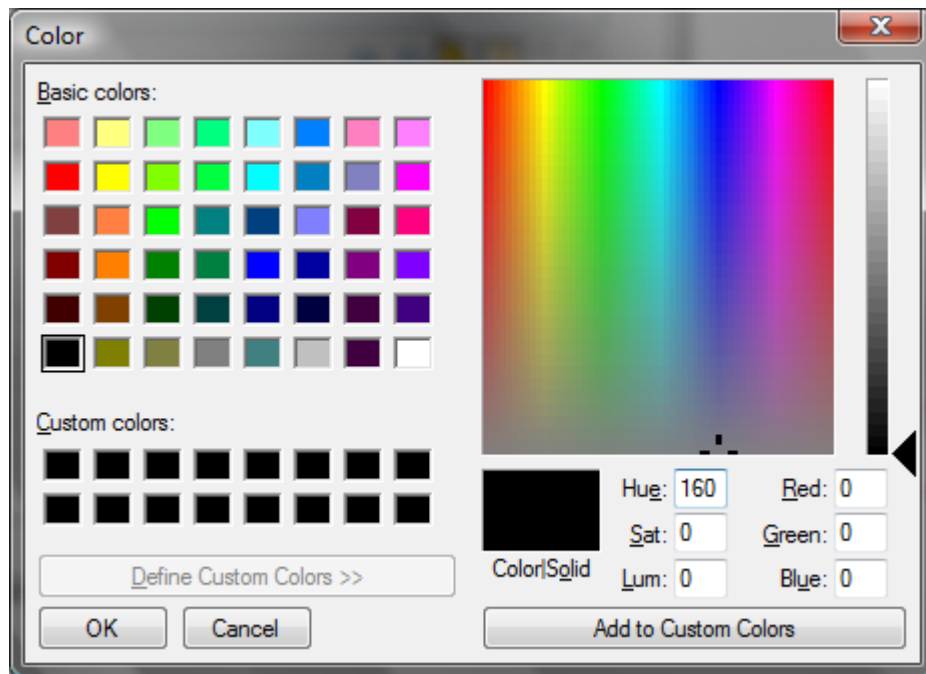 Color
Basic colors:
Custom colors:
Define Custom Colors >>
OK Cancel
Color|Solid
Hue: 160 Red: 0
Sat: 0 Green: 0
Lum: 0 Blue: 0
Add to Custom Colors